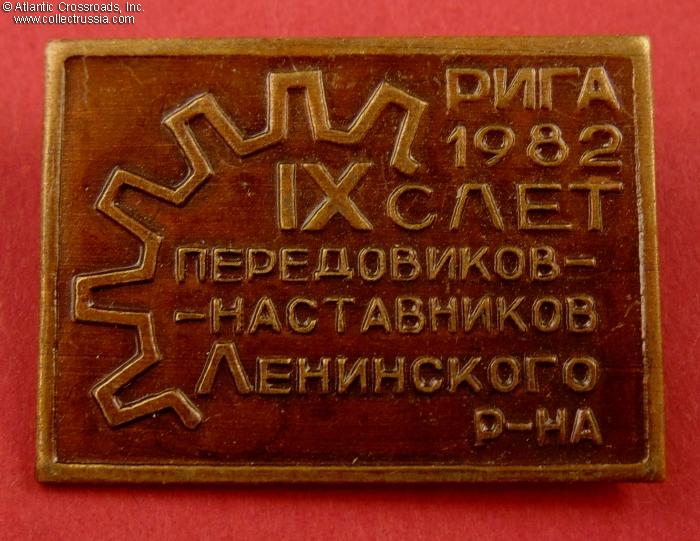 © Atlantic Crossroads, Inc.
www.collectrussia.com
РИГА
1982
IX СЛЕТ
ПЕРЕДОВИКОВ-
-НАСТАВНИКОВ
ЛЕНИНСКОГО
Р-НА